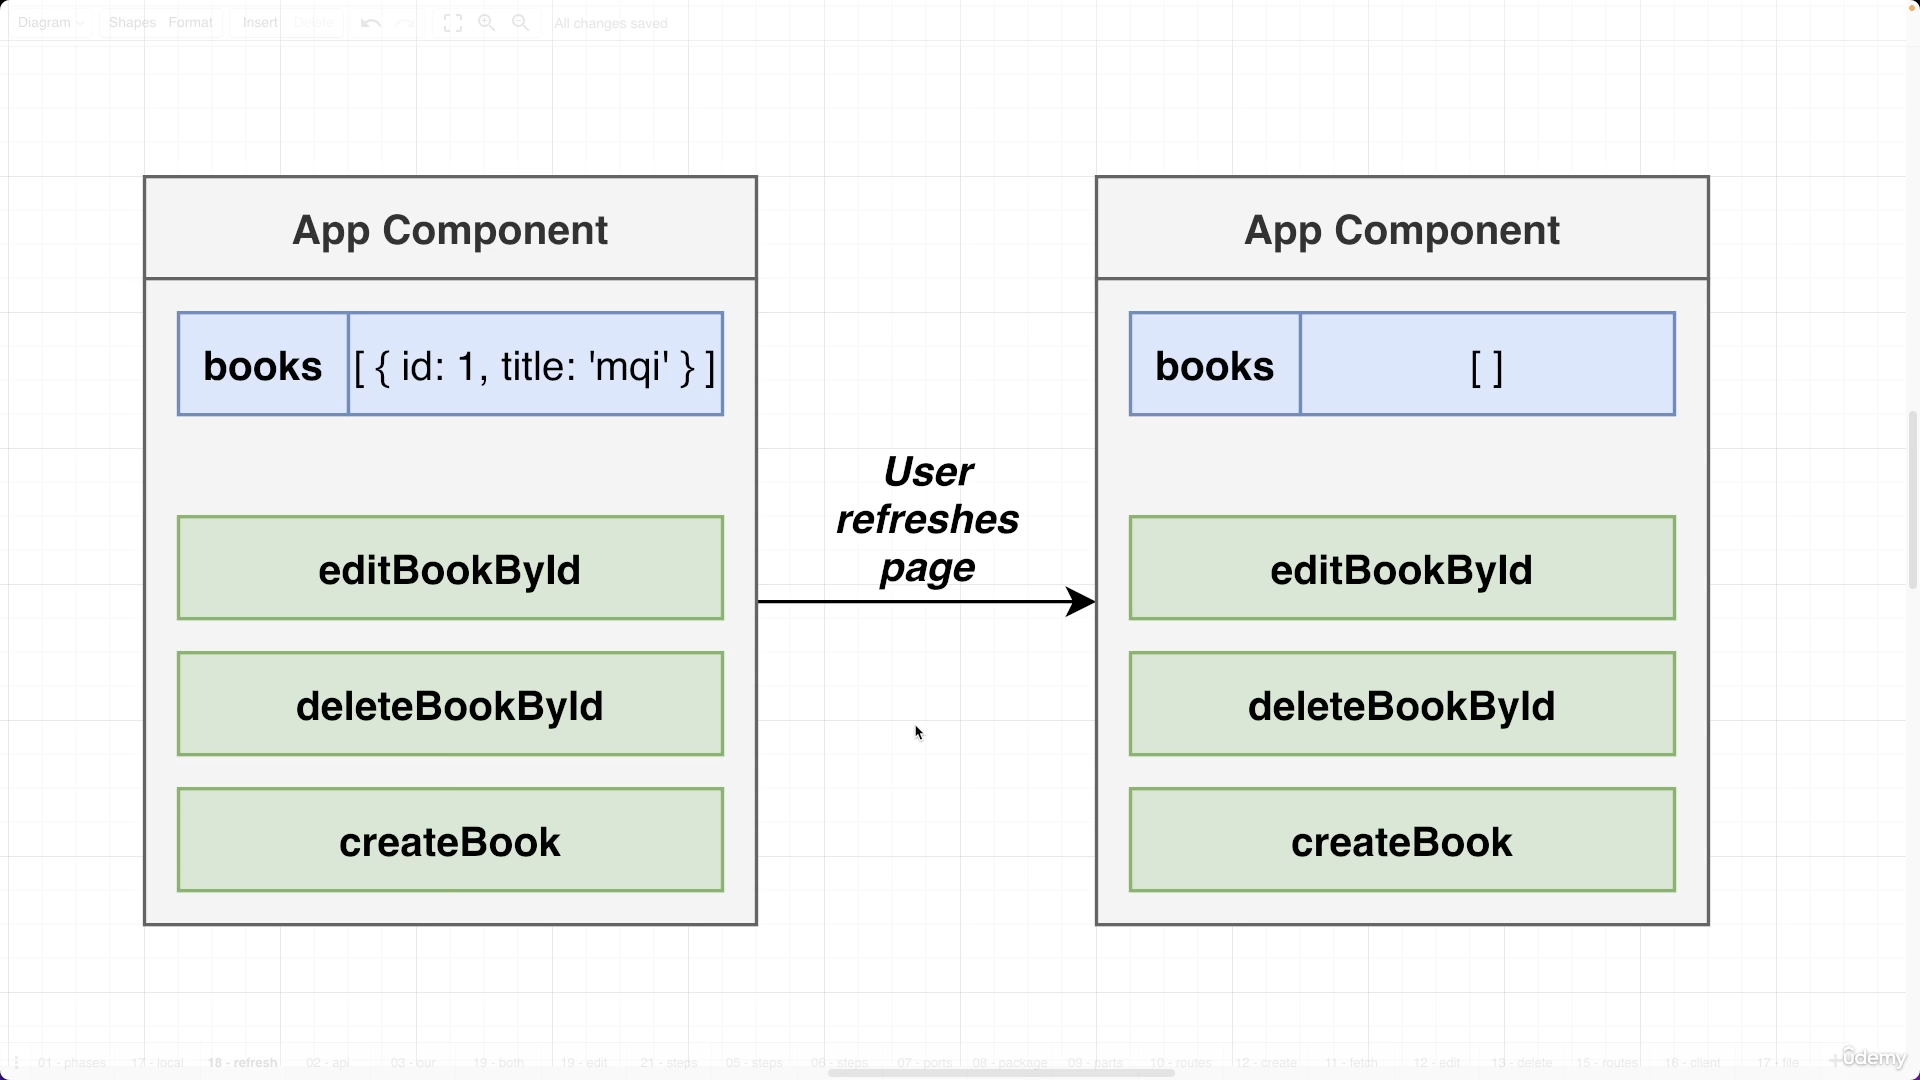 Diagram
Shapes
Format
Insert
Delete
All changes saved
App Component
books
[ { id: 1, title: 'mqi' } ]
editBookById
deleteBookById
createBook
User
refreshes
page
App Component
books
[ ]
editBookById
deleteBookById
createBook
01 - phases
17 - local
18 - refresh
02 - api
03 - our
19 - both
19 - edit
21 - steps
05 - steps
06 - steps
07 - ports
08 - package
09 - parts
10 - routes
12 - create
11 - fetch
12 - edit
13 - delete
15 - routes
16 - client
17 - file
ûdemy